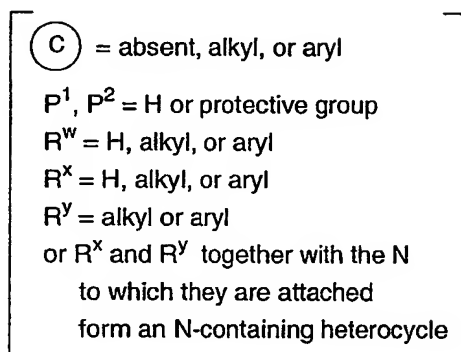 C = absent, alkyl, or aryl
P¹, P² = H or protective group
Rʷ = H, alkyl, or aryl
Rˣ = H, alkyl, or aryl
Rʸ = alkyl or aryl
or Rˣ and Rʸ together with the N
to which they are attached
form an N-containing heterocycle